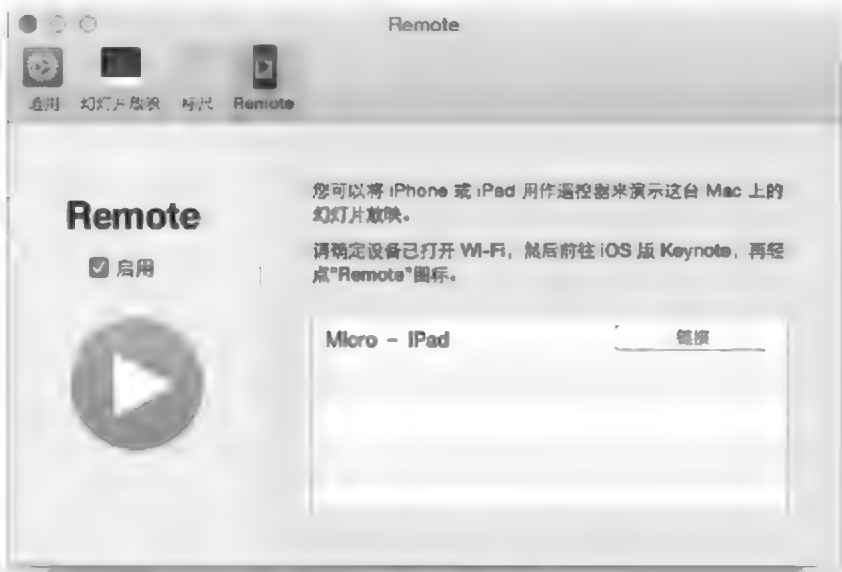 Remote
通用 幻灯片放映 标尺 Remote
Remote
启用
您可以将 iPhone 或 iPad 用作遥控器来演示这台 Mac 上的
幻灯片放映。
请确定设备已打开 Wi-Fi，然后前往 iOS 版 Keynote，再轻
点"Remote"图标。
Micro – iPad 链接